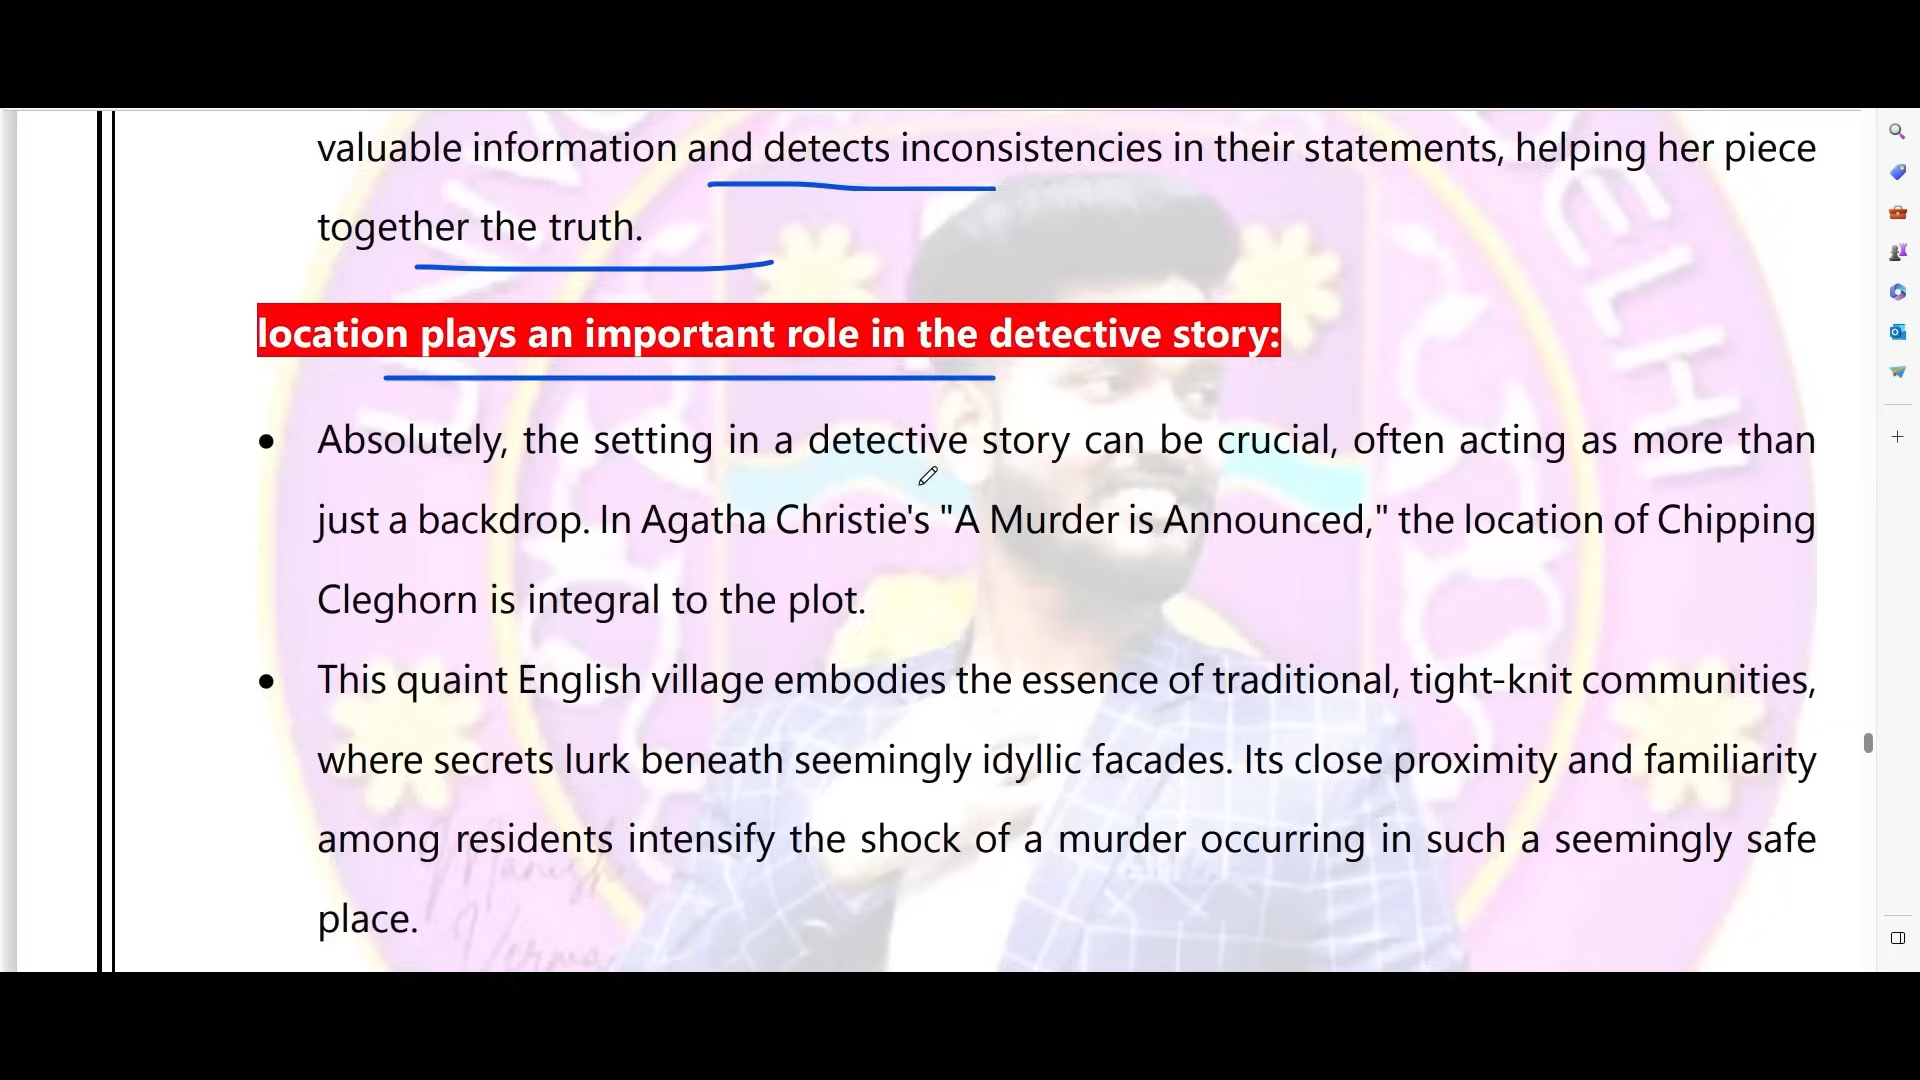 valuable information and detects inconsistencies in their statements, helping her piece
together the truth.
location plays an important role in the detective story:
• Absolutely, the setting in a detective story can be crucial, often acting as more than
just a backdrop. In Agatha Christie's "A Murder is Announced," the location of Chipping
Cleghorn is integral to the plot.
• This quaint English village embodies the essence of traditional, tight-knit communities,
where secrets lurk beneath seemingly idyllic facades. Its close proximity and familiarity
among residents intensify the shock of a murder occurring in such a seemingly safe
place.